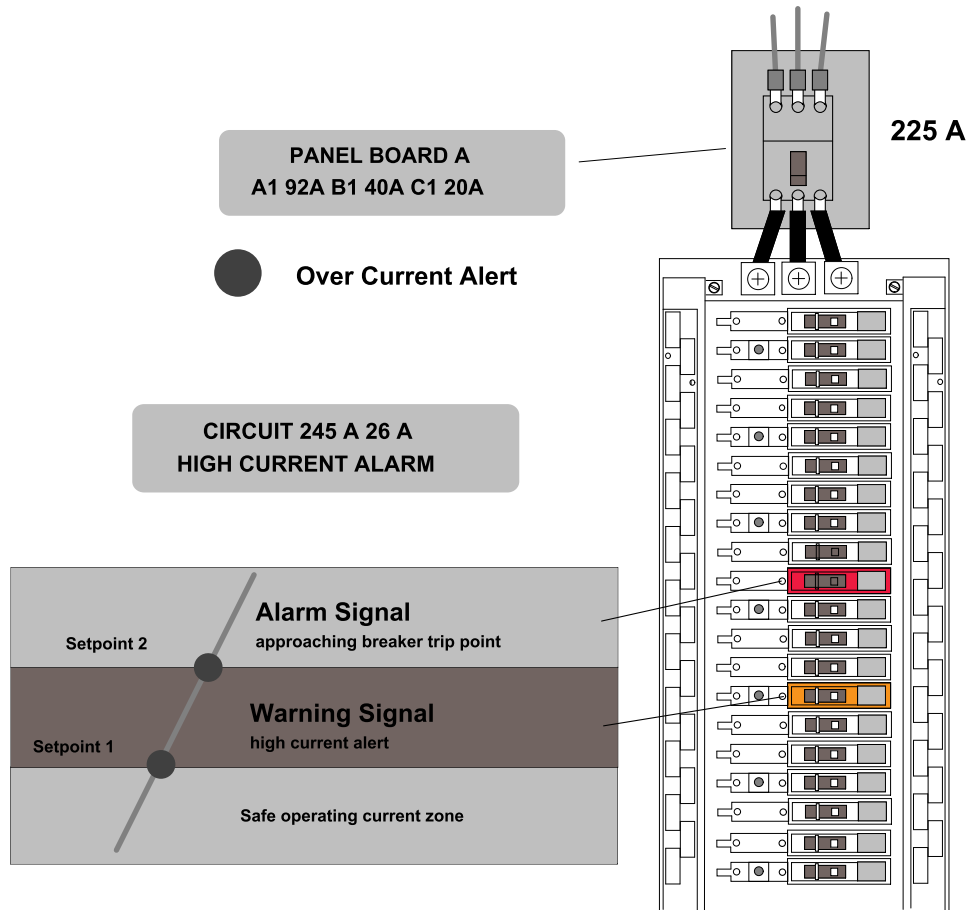 225 A
PANEL BOARD A
A1 92A B1 40A C1 20A
Over Current Alert
CIRCUIT 245 A 26 A
HIGH CURRENT ALARM
Alarm Signal
approaching breaker trip point
Setpoint 2
Warning Signal
high current alert
Setpoint 1
Safe operating current zone